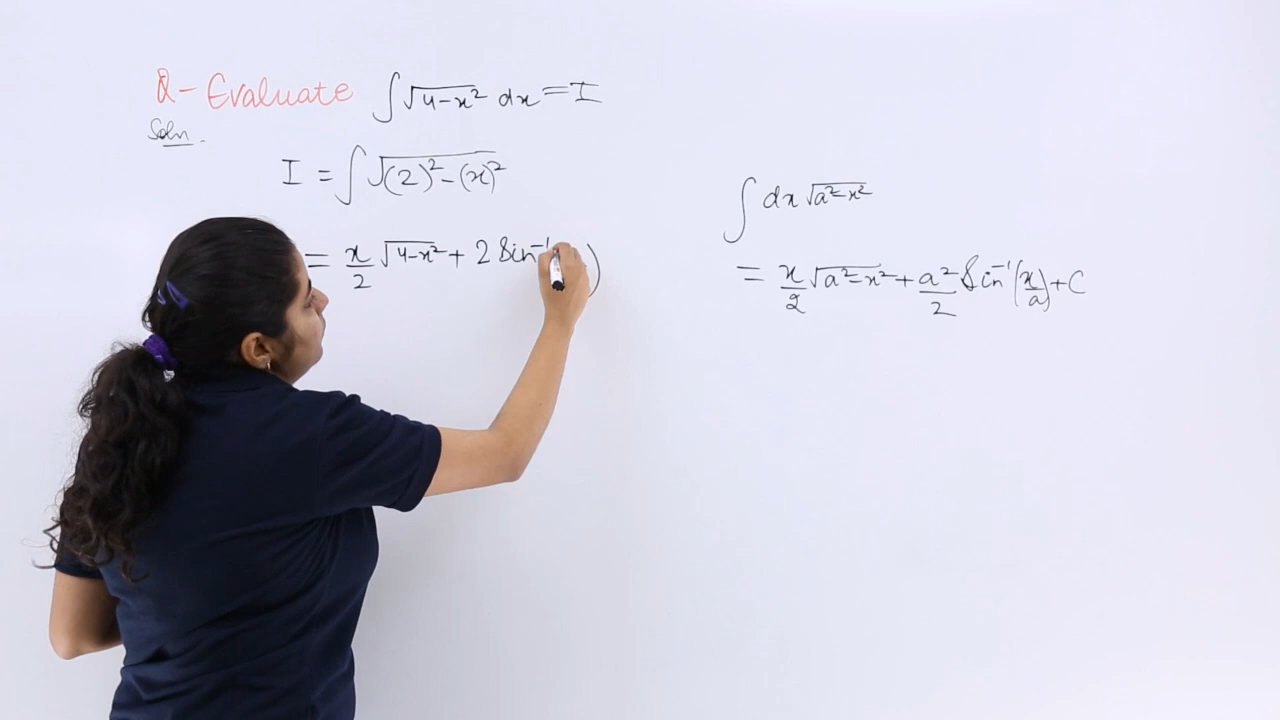 Q- Evaluate ∫√4-x² dx = I
Soln.
I = ∫√(2)²-(x)²
= x/2 √4-x² + 2 Sin⁻¹ )
∫ dx √a²-x²
= x/2 √a²-x² + a²/2 Sin⁻¹(x/a) + C